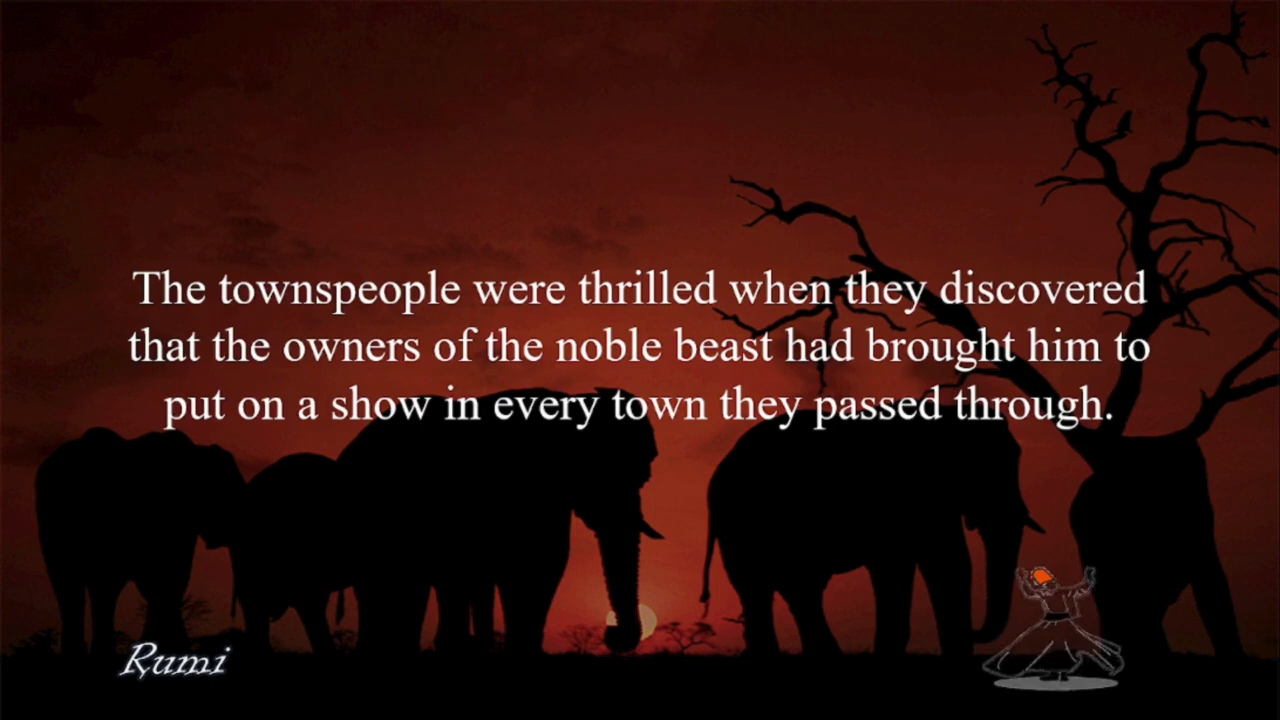 The townspeople were thrilled when they discovered
that the owners of the noble beast had brought him to
put on a show in every town they passed through.
Rumi